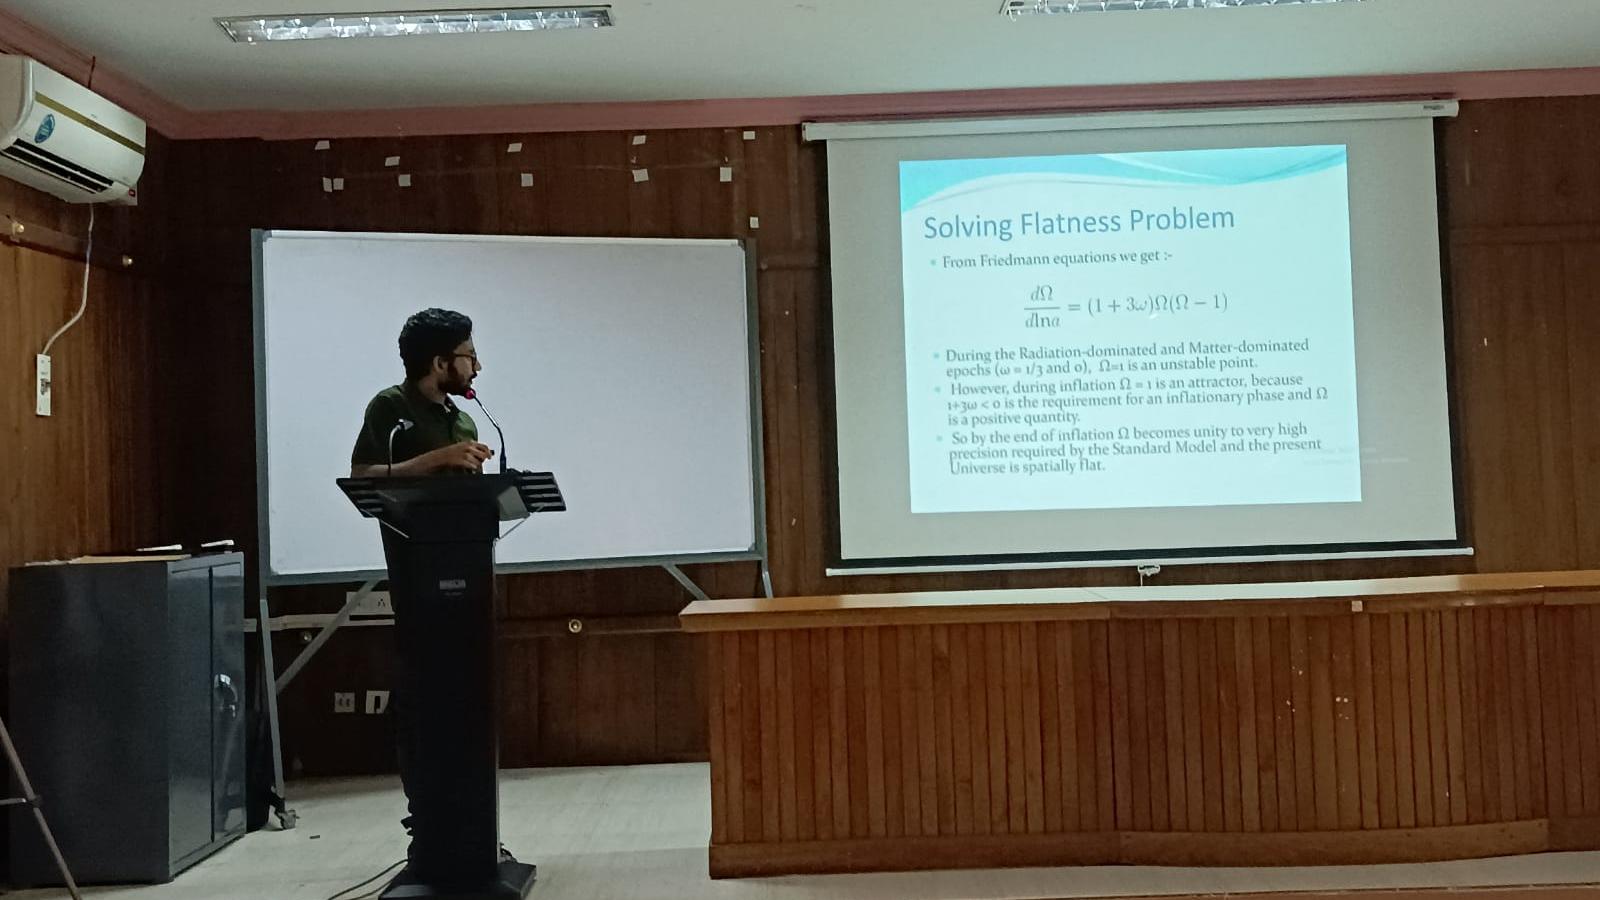 Solving Flatness Problem
From Friedmann equations we get :-
dΩ/dlna = (1 + 3ω)Ω(Ω − 1)
During the Radiation-dominated and Matter-dominated
epochs (ω = 1/3 and 0), Ω=1 is an unstable point.
However, during inflation Ω = 1 is an attractor, because
1+3ω < 0 is the requirement for an inflationary phase and Ω
is a positive quantity.
So by the end of inflation Ω becomes unity to very high
precision required by the Standard Model and the present
Universe is spatially flat.